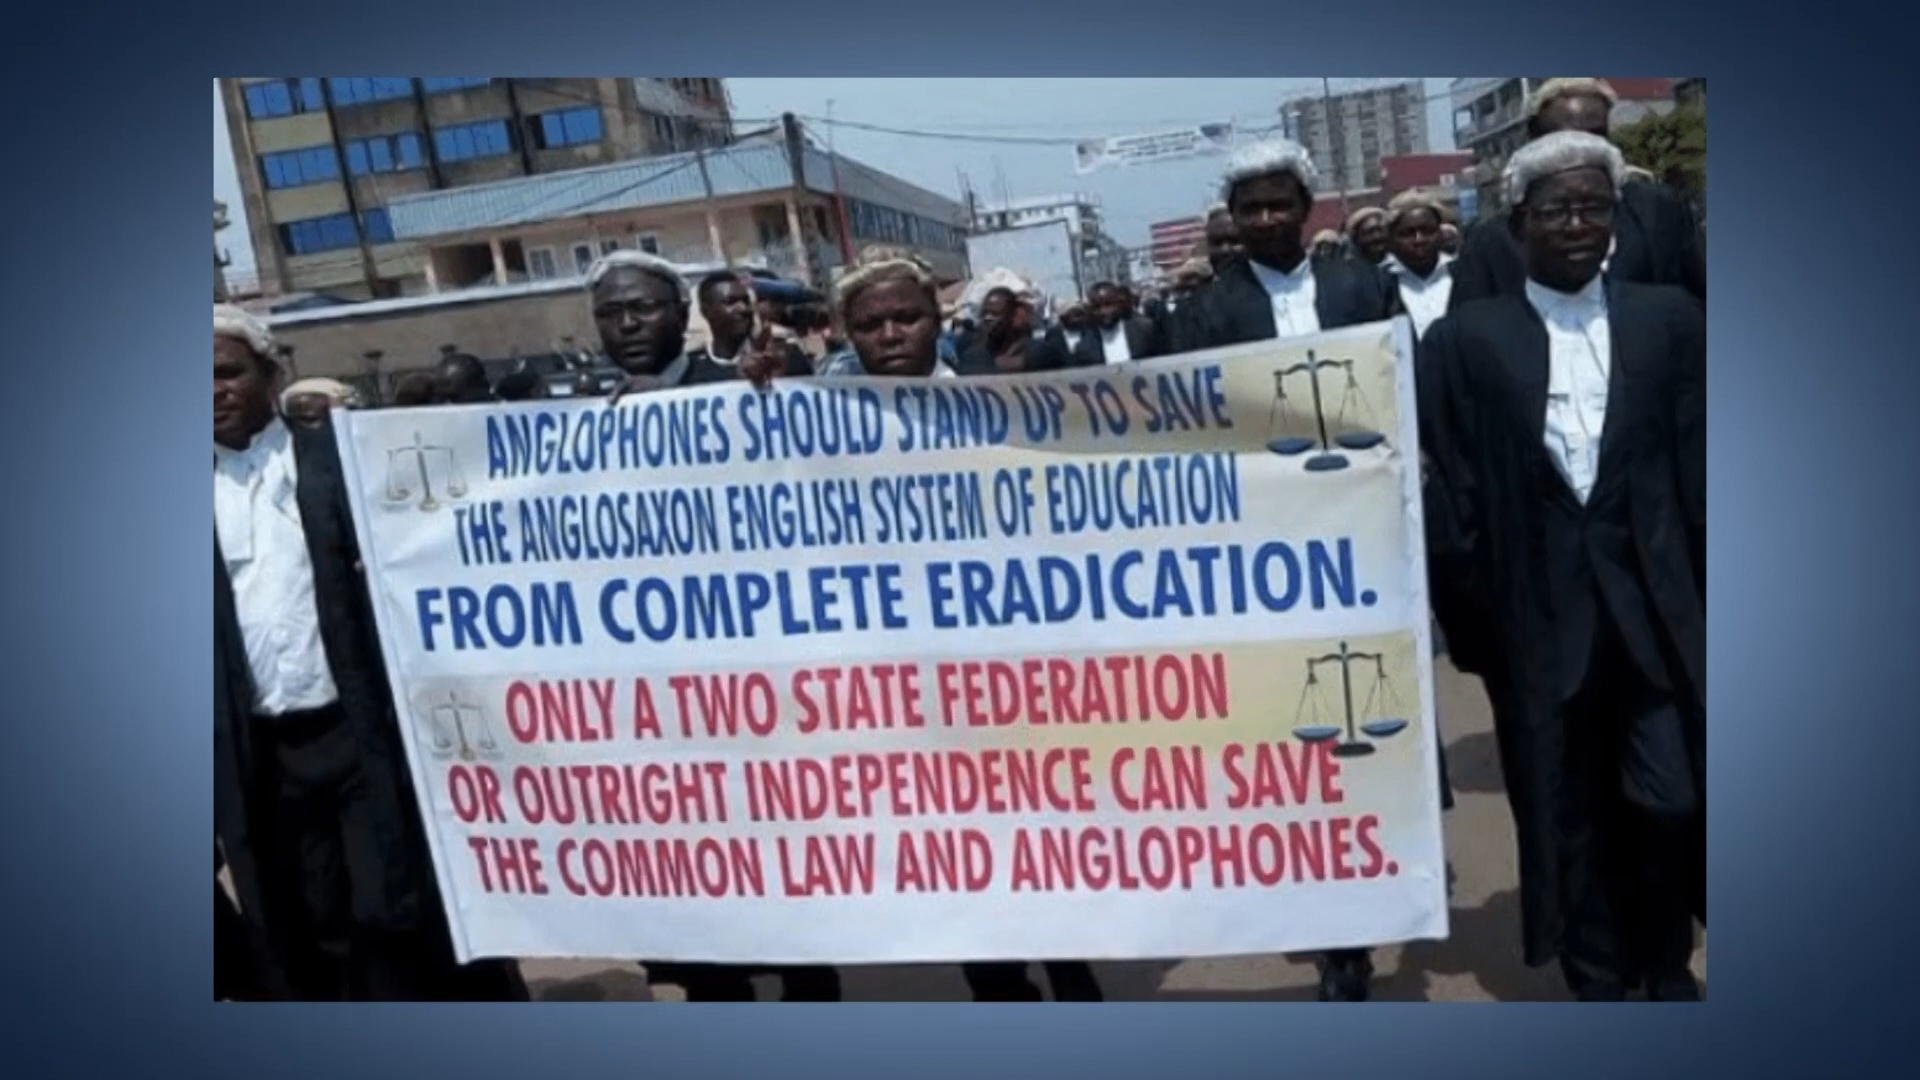 ANGLOPHONES SHOULD STAND UP TO SAVE
THE ANGLOSAXON ENGLISH SYSTEM OF EDUCATION
FROM COMPLETE ERADICATION.
ONLY A TWO STATE FEDERATION
OR OUTRIGHT INDEPENDENCE CAN SAVE
THE COMMON LAW AND ANGLOPHONES.